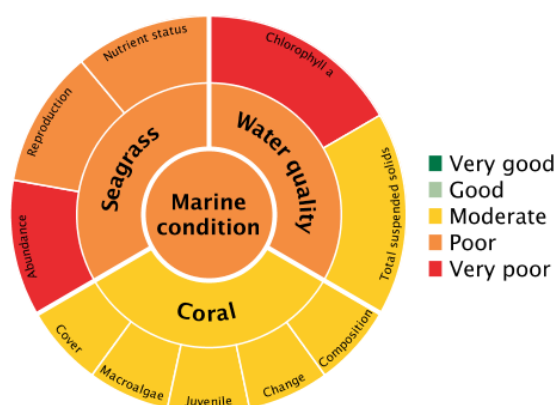 Nutrient status
Chlorophyll a
Reproduction
Seagrass
Water quality
Abundance
Total suspended solids
Marine
condition
Coral
Cover
Macroalgae
Juvenile
Change
Composition
Very good
Good
Moderate
Poor
Very poor